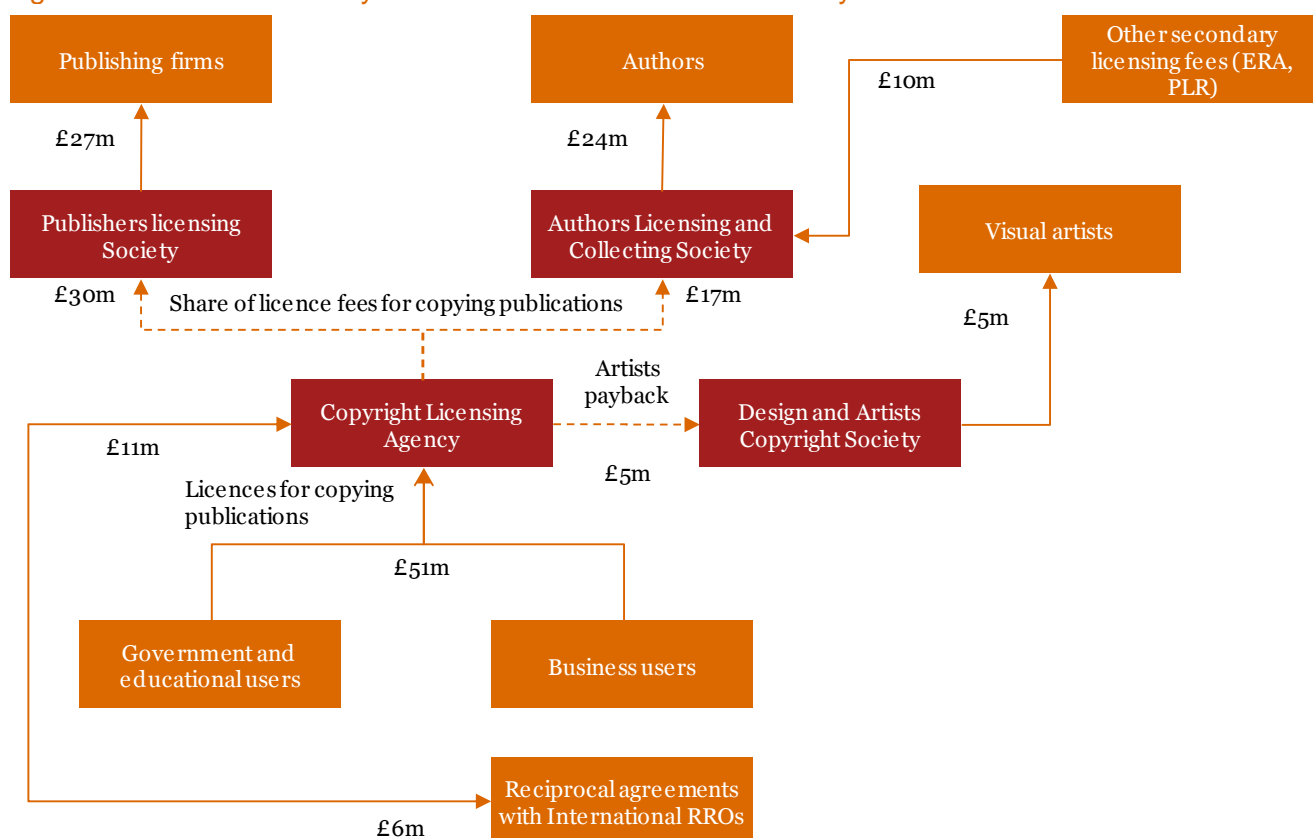 Publishing firms
Authors
Other secondary
licensing fees (ERA,
PLR)
£10m
£27m
£24m
Publishers licensing
Society
Authors Licensing and
Collecting Society
Visual artists
£30m
Share of licence fees for copying publications
£17m
£5m
Artists
payback
Copyright Licensing
Agency
Design and Artists
Copyright Society
£11m
£5m
Licences for copying
publications
£51m
Government and
educational users
Business users
Reciprocal agreements
with International RROs
£6m